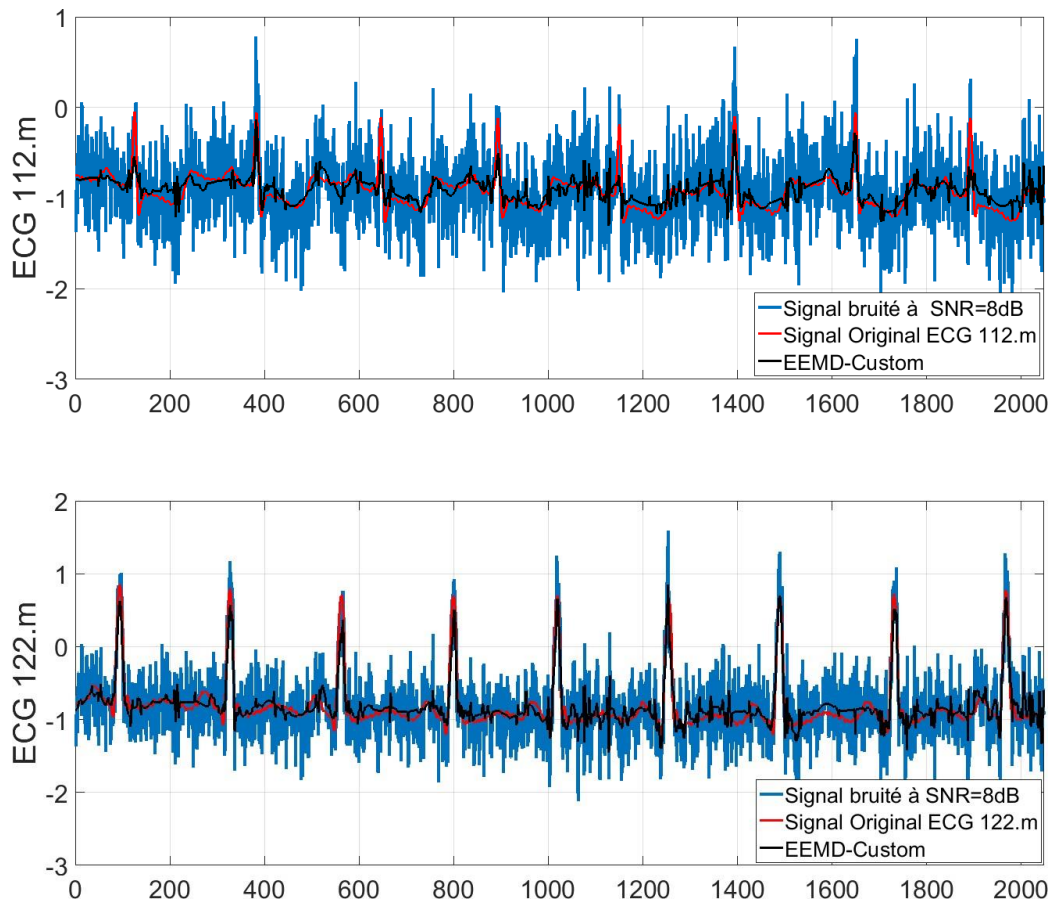 1
0
-1
-2
-3
ECG 112.m
Signal bruité à  SNR=8dB
Signal Original ECG 112.m
EEMD-Custom
0 200 400 600 800 1000 1200 1400 1600 1800 2000
2
1
0
-1
-2
-3
ECG 122.m
Signal bruité à SNR=8dB
Signal Original ECG 122.m
EEMD-Custom
0 200 400 600 800 1000 1200 1400 1600 1800 2000